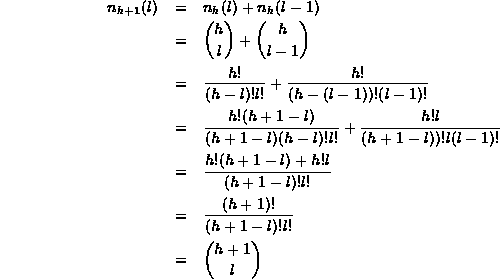 n_{h+1}(l) = n_h(l) + n_h(l − 1)
= \binom{h}{l} + \binom{h}{l − 1}
= \frac{h!}{(h − l)!l!} + \frac{h!}{(h − (l − 1))!(l − 1)!}
= \frac{h!(h + 1 − l)}{(h + 1 − l)(h − l)!l!} + \frac{h!l}{(h + 1 − l))!l(l − 1)!}
= \frac{h!(h + 1 − l) + h!l}{(h + 1 − l)!l!}
= \frac{(h + 1)!}{(h + 1 − l)!l!}
= \binom{h + 1}{l}